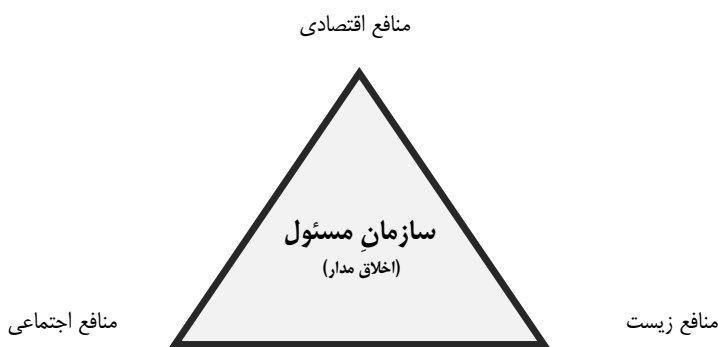 منافع اقتصادی
سازمانِ مسئول
(اخلاق مدار)
منافع زیست
منافع اجتماعی